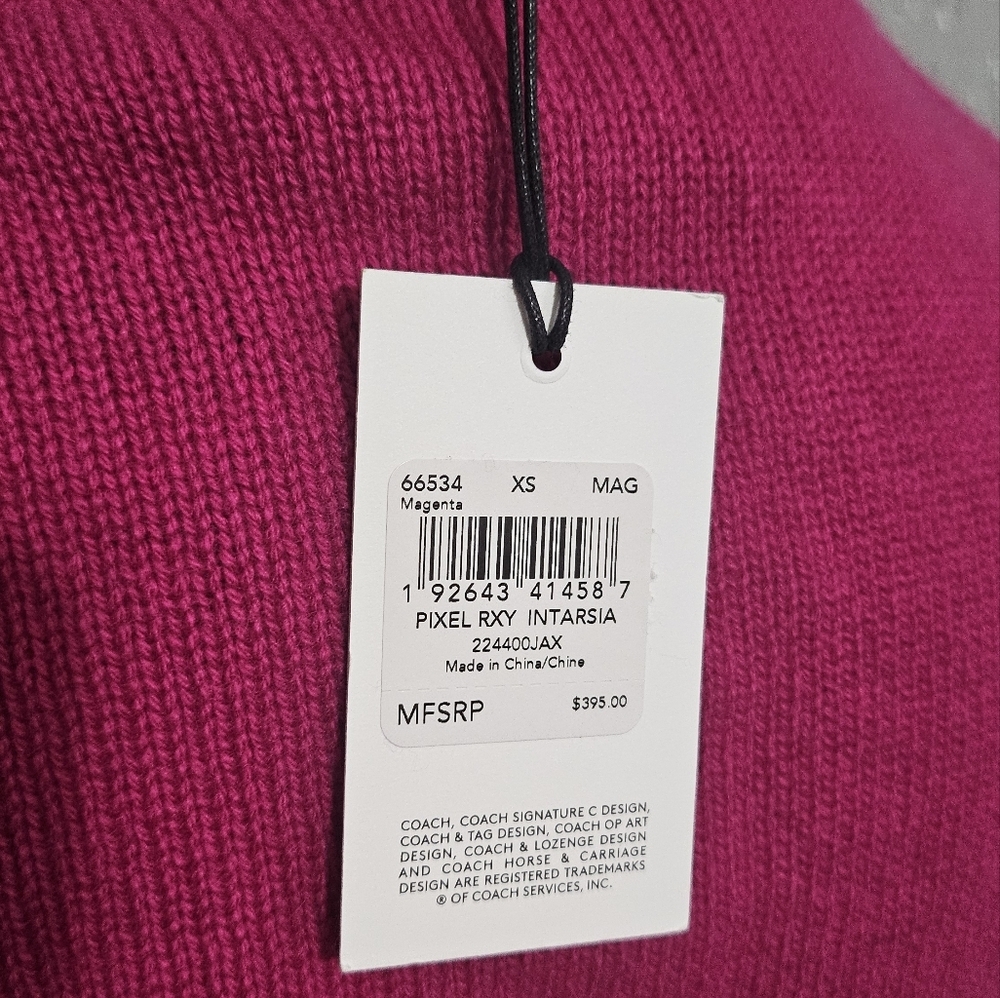 66534 XS MAG
Magenta
1 92643 41458 7
PIXEL RXY INTARSIA
224400JAX
Made in China/Chine
MFSRP $395.00
COACH, COACH SIGNATURE C DESIGN,
COACH & TAG DESIGN, COACH OP ART
DESIGN, COACH & LOZENGE DESIGN
AND COACH HORSE & CARRIAGE
DESIGN ARE REGISTERED TRADEMARKS
® OF COACH SERVICES, INC.